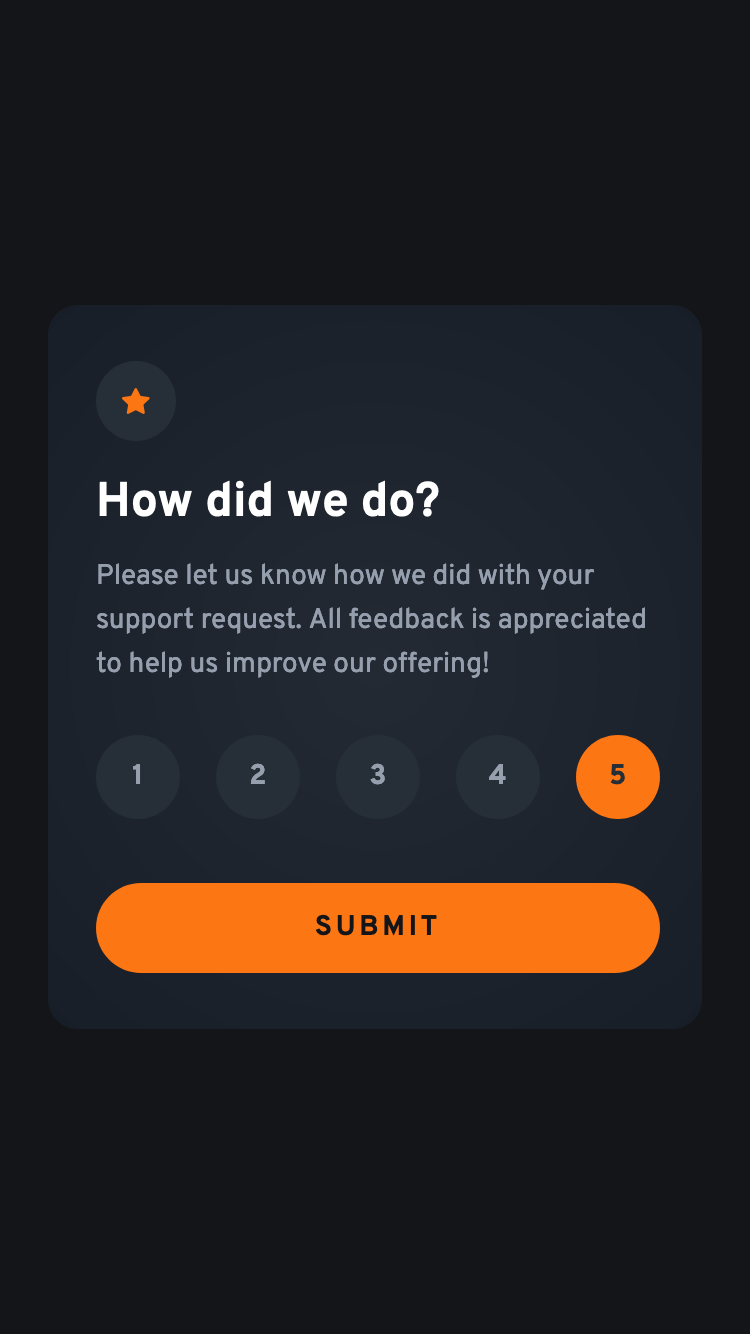 How did we do?
Please let us know how we did with your
support request. All feedback is appreciated
to help us improve our offering!
1 2 3 4 5
SUBMIT